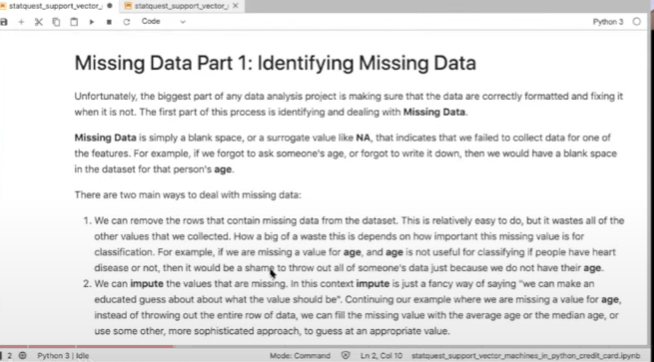 statquest_support_vector_j
statquest_support_vector_j
Code
Python 3
Missing Data Part 1: Identifying Missing Data
Unfortunately, the biggest part of any data analysis project is making sure that the data are correctly formatted and fixing it
when it is not. The first part of this process is identifying and dealing with Missing Data.
Missing Data is simply a blank space, or a surrogate value like NA, that indicates that we failed to collect data for one of
the features. For example, if we forgot to ask someone's age, or forgot to write it down, then we would have a blank space
in the dataset for that person's age.
There are two main ways to deal with missing data:
1. We can remove the rows that contain missing data from the dataset. This is relatively easy to do, but it wastes all of the
other values that we collected. How a big of a waste this is depends on how important this missing value is for
classification. For example, if we are missing a value for age, and age is not useful for classifying if people have heart
disease or not, then it would be a shame to throw out all of someone's data just because we do not have their age.
2. We can impute the values that are missing. In this context impute is just a fancy way of saying "we can make an
educated guess about about what the value should be". Continuing our example where we are missing a value for age,
instead of throwing out the entire row of data, we can fill the missing value with the average age or the median age, or
use some other, more sophisticated approach, to guess at an appropriate value.
2 Python 3 | Idle Mode: Command Ln 2, Col 10 statquest_support_vector_machines_in_python_credit_card.ipynb